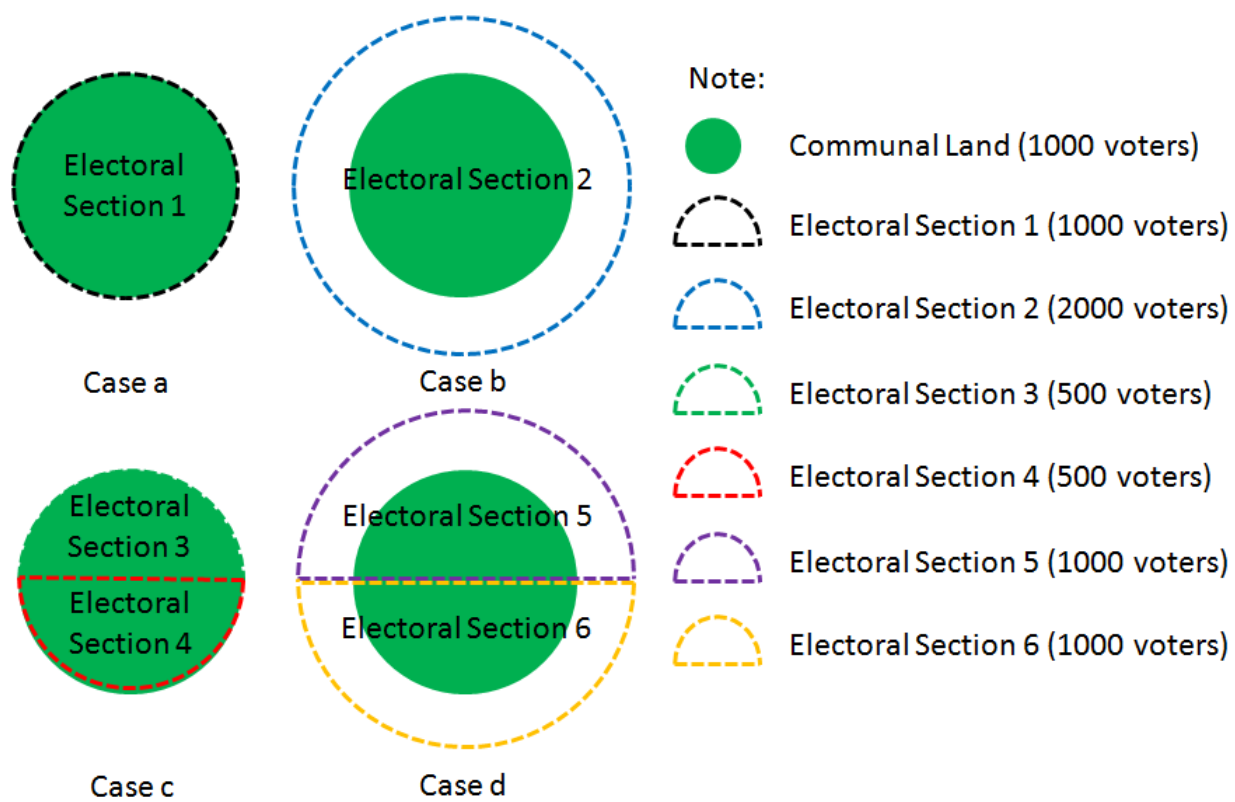 Electoral
Section 1
Case a
Electoral Section 2
Case b
Electoral
Section 3
Electoral
Section 4
Case c
Electoral Section 5
Electoral Section 6
Case d
Note:
Communal Land (1000 voters)
Electoral Section 1 (1000 voters)
Electoral Section 2 (2000 voters)
Electoral Section 3 (500 voters)
Electoral Section 4 (500 voters)
Electoral Section 5 (1000 voters)
Electoral Section 6 (1000 voters)